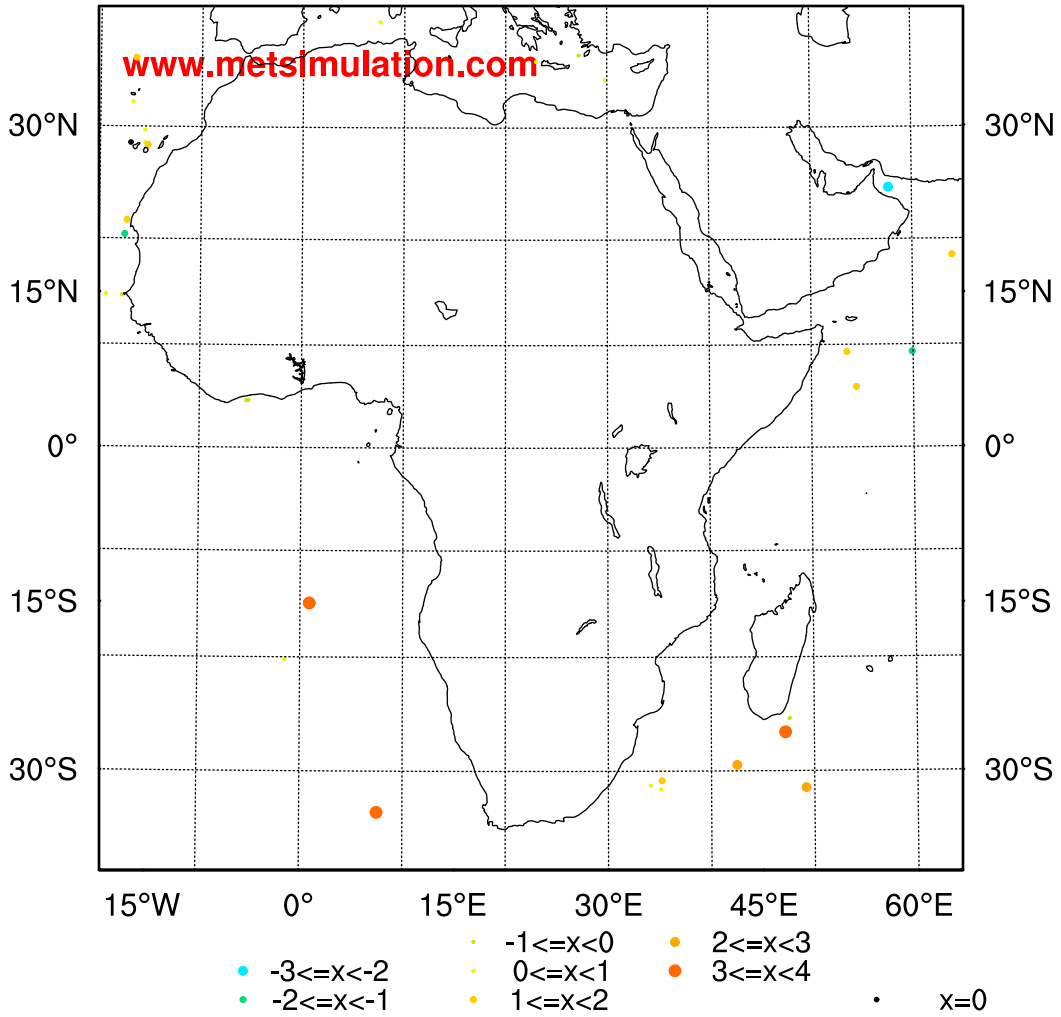 www.metsimulation.com
30°N 30°N
15°N 15°N
0° 0°
15°S 15°S
30°S 30°S
15°W 0° 15°E 30°E 45°E 60°E
-1<=x<0 2<=x<3
-3<=x<-2 0<=x<1 3<=x<4
-2<=x<-1 1<=x<2 x=0